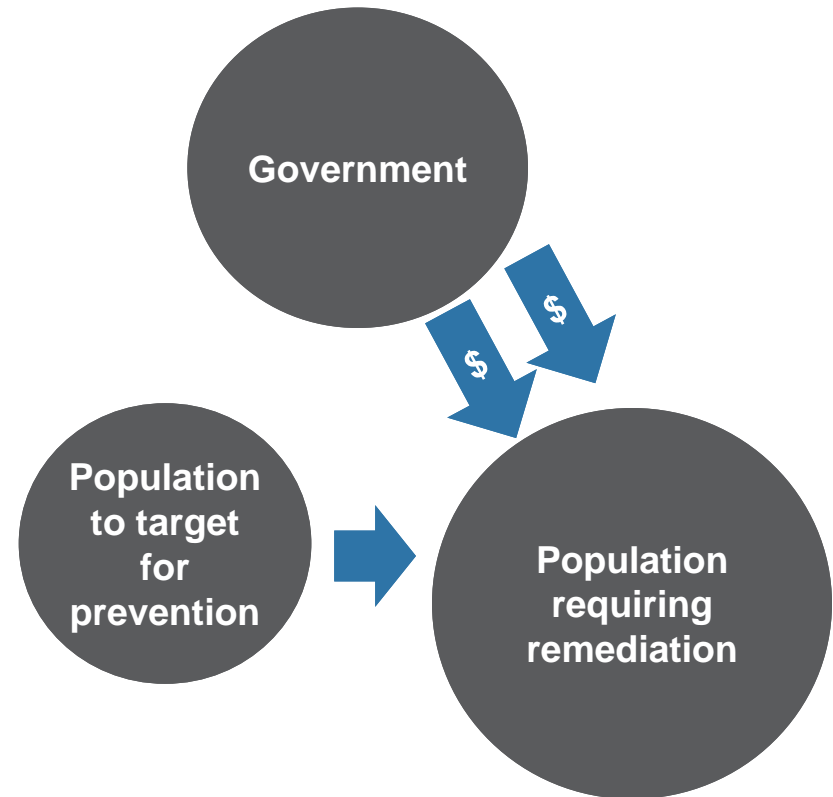 Government
$
$
Population
to target
for
prevention
Population
requiring
remediation